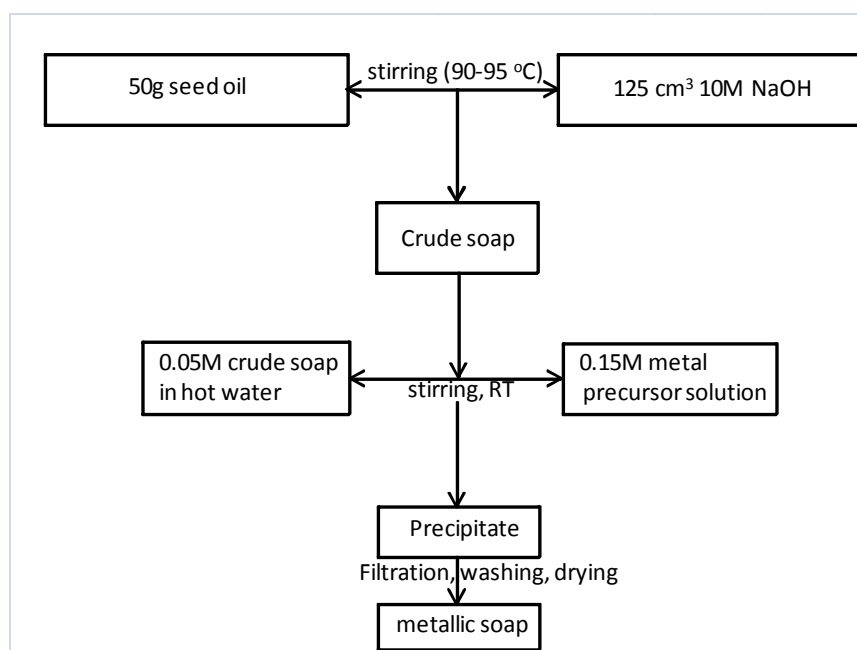 stirring (90-95 °C)
50g seed oil
125 cm³ 10M NaOH
Crude soap
0.05M crude soap
in hot water
0.15M metal
precursor solution
stirring, RT
Precipitate
Filtration, washing, drying
metallic soap